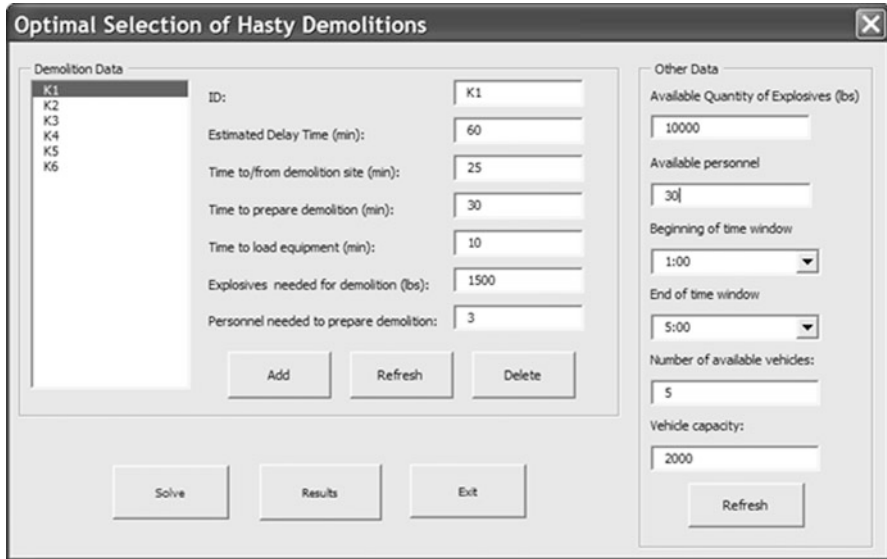 Optimal Selection of Hasty Demolitions
Demolition Data
K1
K2
K3
K4
K5
K6
ID: K1
Estimated Delay Time (min): 60
Time to/from demolition site (min): 25
Time to prepare demolition (min): 30
Time to load equipment (min): 10
Explosives needed for demolition (lbs): 1500
Personnel needed to prepare demolition: 3
Add Refresh Delete
Solve Results Exit
Other Data
Available Quantity of Explosives (lbs)
10000
Available personnel
30
Beginning of time window
1:00
End of time window
5:00
Number of available vehicles:
5
Vehicle capacity:
2000
Refresh